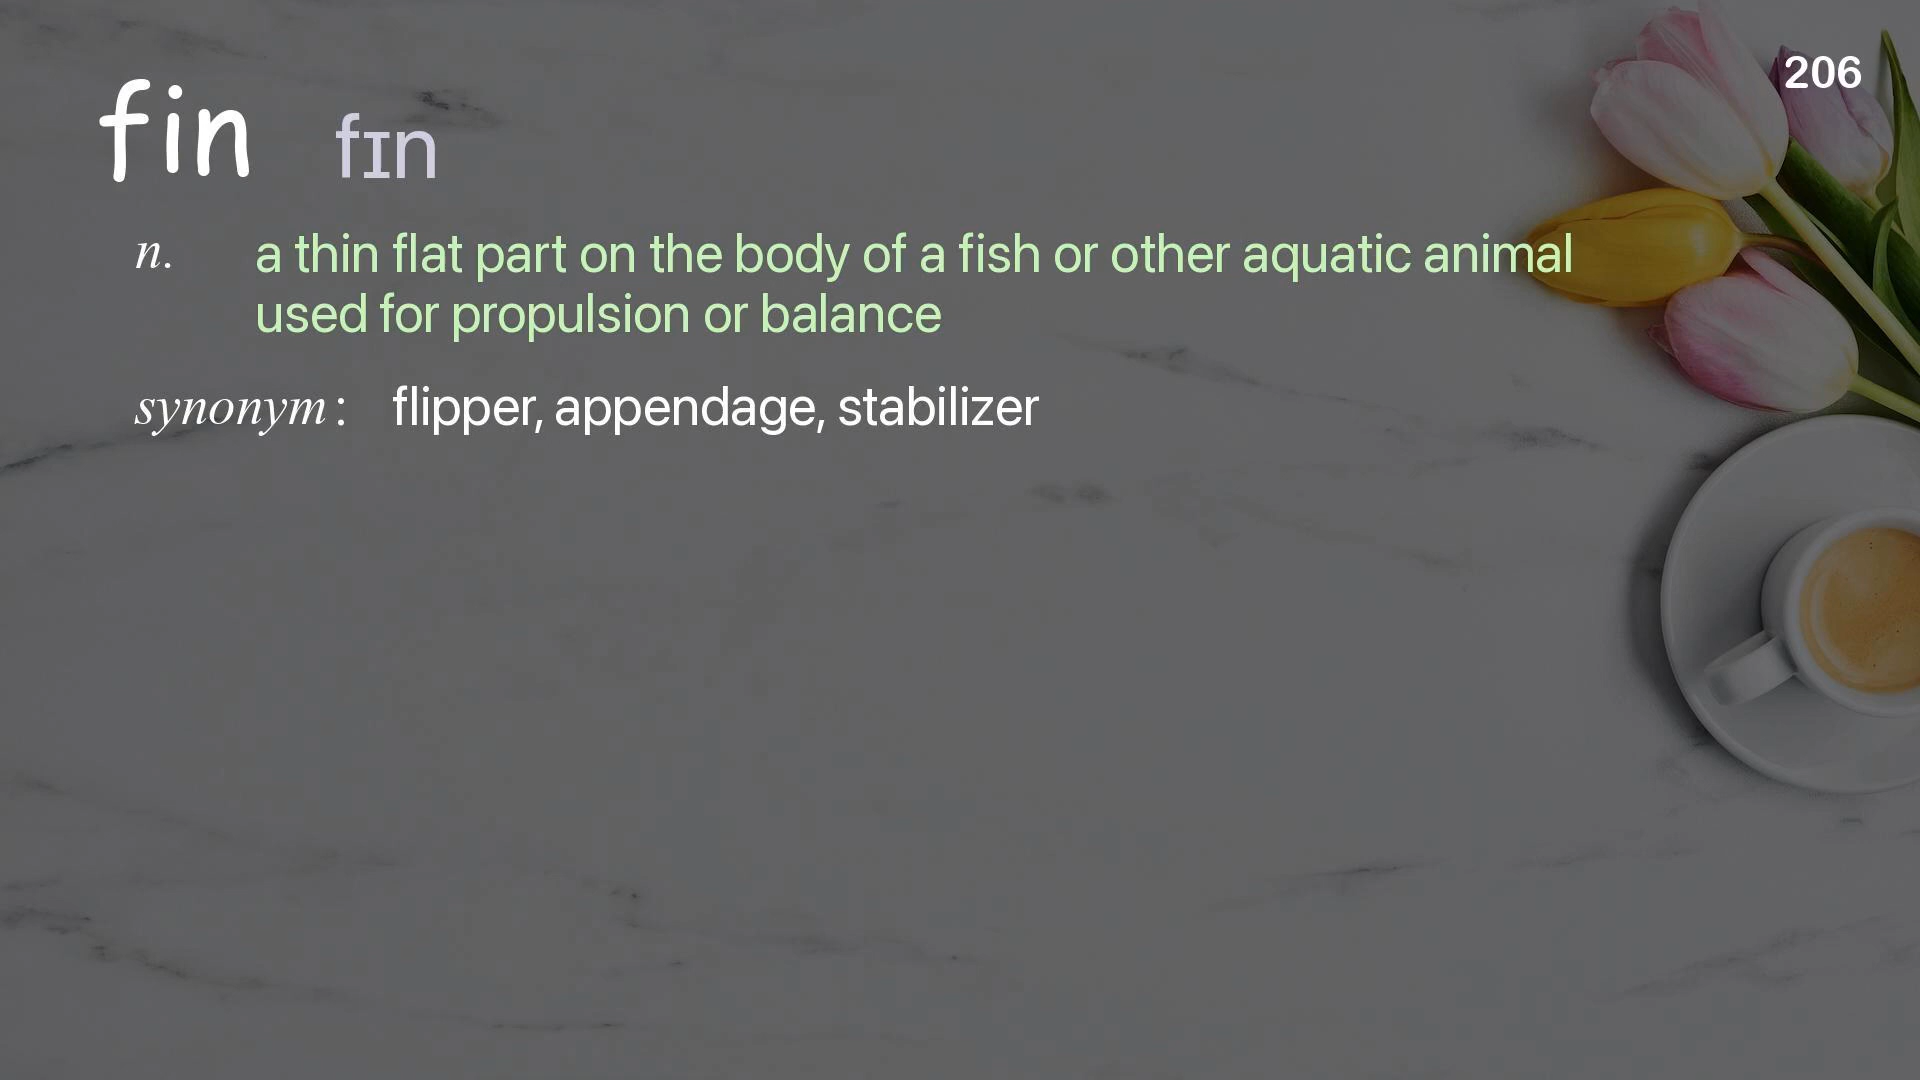 206
fin fɪn
n. a thin flat part on the body of a fish or other aquatic animal
used for propulsion or balance
synonym : flipper, appendage, stabilizer